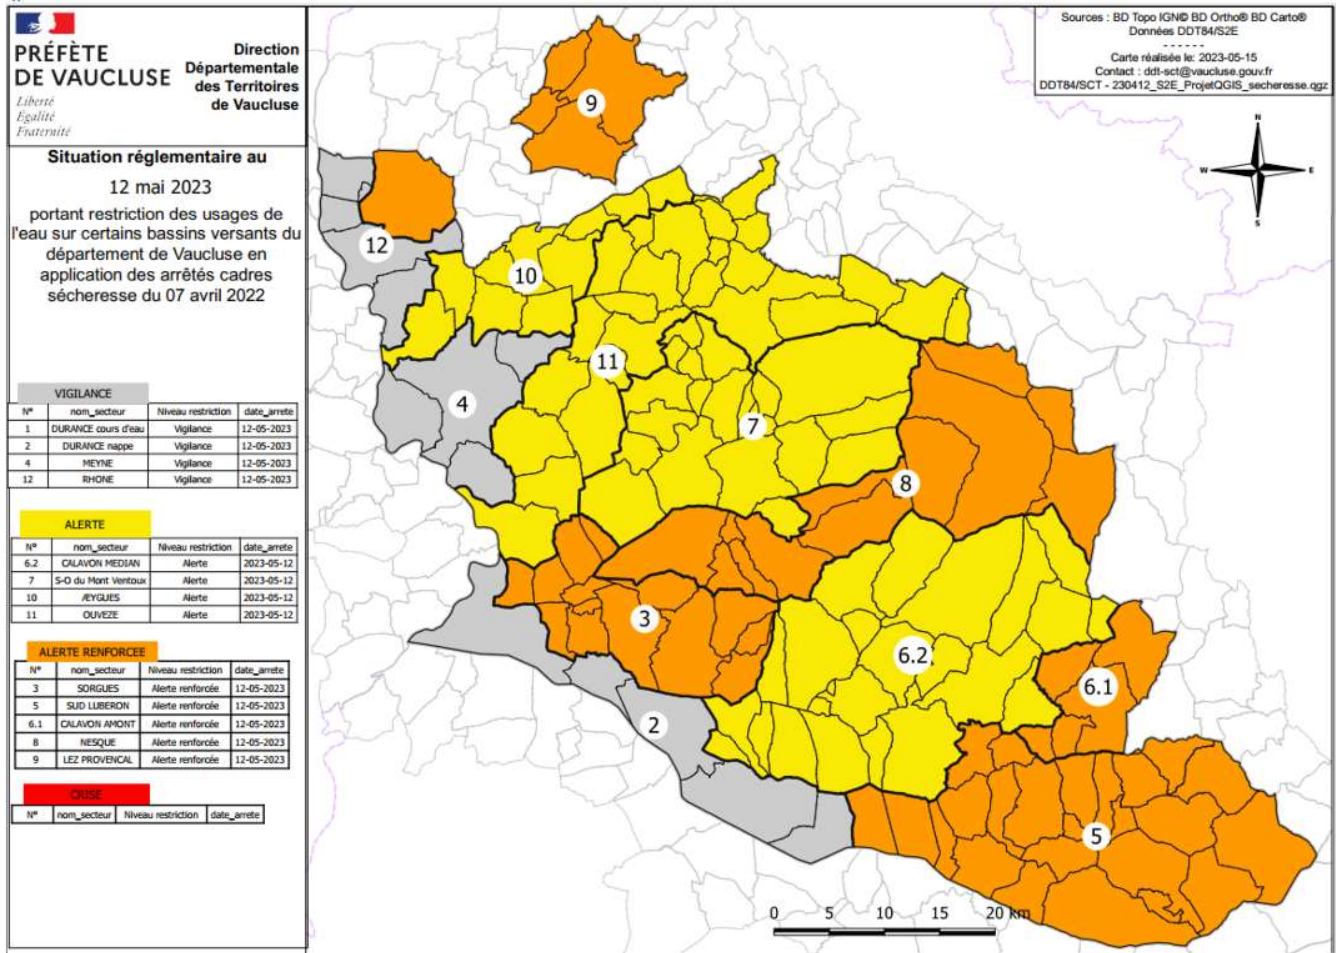 PRÉFÈTE
DE VAUCLUSE
Liberté
Égalité
Fraternité
Direction
Départementale
des Territoires
de Vaucluse
Situation réglementaire au
12 mai 2023
portant restriction des usages de
l'eau sur certains bassins versants du
département de Vaucluse en
application des arrêtés cadres
sécheresse du 07 avril 2022
VIGILANCE
N° nom_secteur Niveau restriction date_arrete
1 DURANCE cours d'eau Vigilance 12-05-2023
2 DURANCE nappe Vigilance 12-05-2023
4 MEYNE Vigilance 12-05-2023
12 RHONE Vigilance 12-05-2023
ALERTE
N° nom_secteur Niveau restriction date_arrete
6.2 CALAVON MEDIAN Alerte 2023-05-12
7 S-O du Mont Ventoux Alerte 2023-05-12
10 ÆYGUES Alerte 2023-05-12
11 OUVEZE Alerte 2023-05-12
ALERTE RENFORCEE
N° nom_secteur Niveau restriction date_arrete
3 SORGUES Alerte renforcée 12-05-2023
5 SUD LUBERON Alerte renforcée 12-05-2023
6.1 CALAVON AMONT Alerte renforcée 12-05-2023
8 NESQUE Alerte renforcée 12-05-2023
9 LEZ PROVENCAL Alerte renforcée 12-05-2023
CRISE
N° nom_secteur Niveau restriction date_arrete
Sources : BD Topo IGN© BD Ortho® BD Carto®
Données DDT84/S2E
- - - - - -
Carte réalisée le: 2023-05-15
Contact : ddt-sct@vaucluse.gouv.fr
DDT84/SCT - 230412_S2E_ProjetQGIS_secheresse.qgz
N
W E
S
9
12
10
11
4
7
8
3
6.2
6.1
2
5
0 5 10 15 20 km